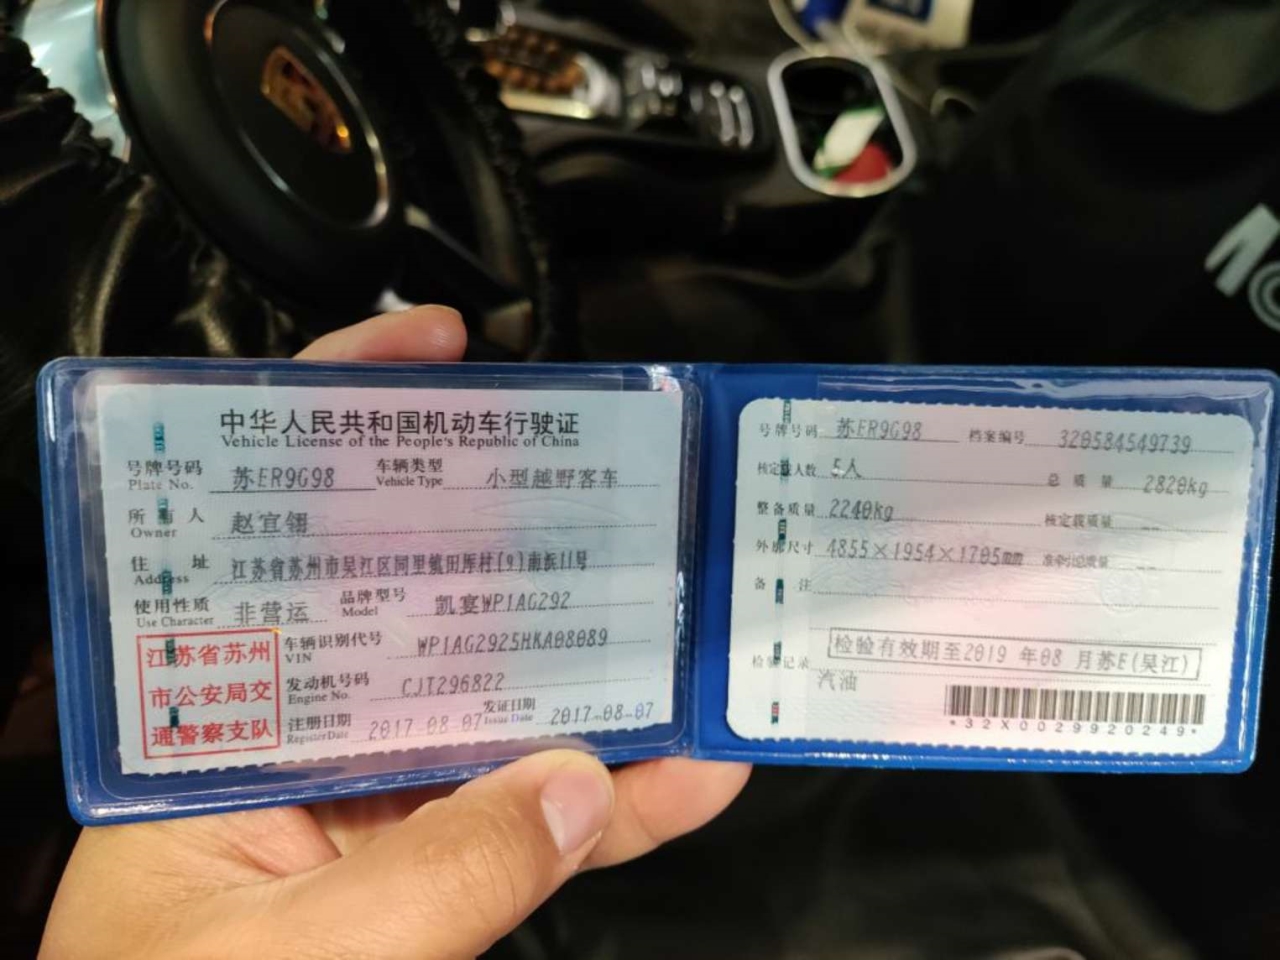 中华人民共和国机动车行驶证
Vehicle License of the People's Republic of China
号牌号码 苏ER9G98 车辆类型 小型越野客车
Plate No. Vehicle Type
所有人 赵宜翎
Owner
住 址 江苏省苏州市吴江区同里镇田厍村(9)南浜11号
Address
使用性质 非营运 品牌型号 凯宴WP1AG292
Use Character Model
江苏省苏州
市公安局交
通警察支队
车辆识别代号 WP1AG2925HKA08089
VIN
发动机号码 CJT296822
Engine No.
注册日期 2017-08-07 发证日期 2017-08-07
Register Date Issue Date
号牌号码 苏ER9G98 档案编号 320584549739
核定载人数 5人 总质量 2820kg
整备质量 2240kg 核定载质量 --
外廓尺寸 4855×1954×1705mm 准牵引总质量 --
备 注
检验有效期至2019年08月苏E(吴江)
检验记录
汽油
*32X0029920249*